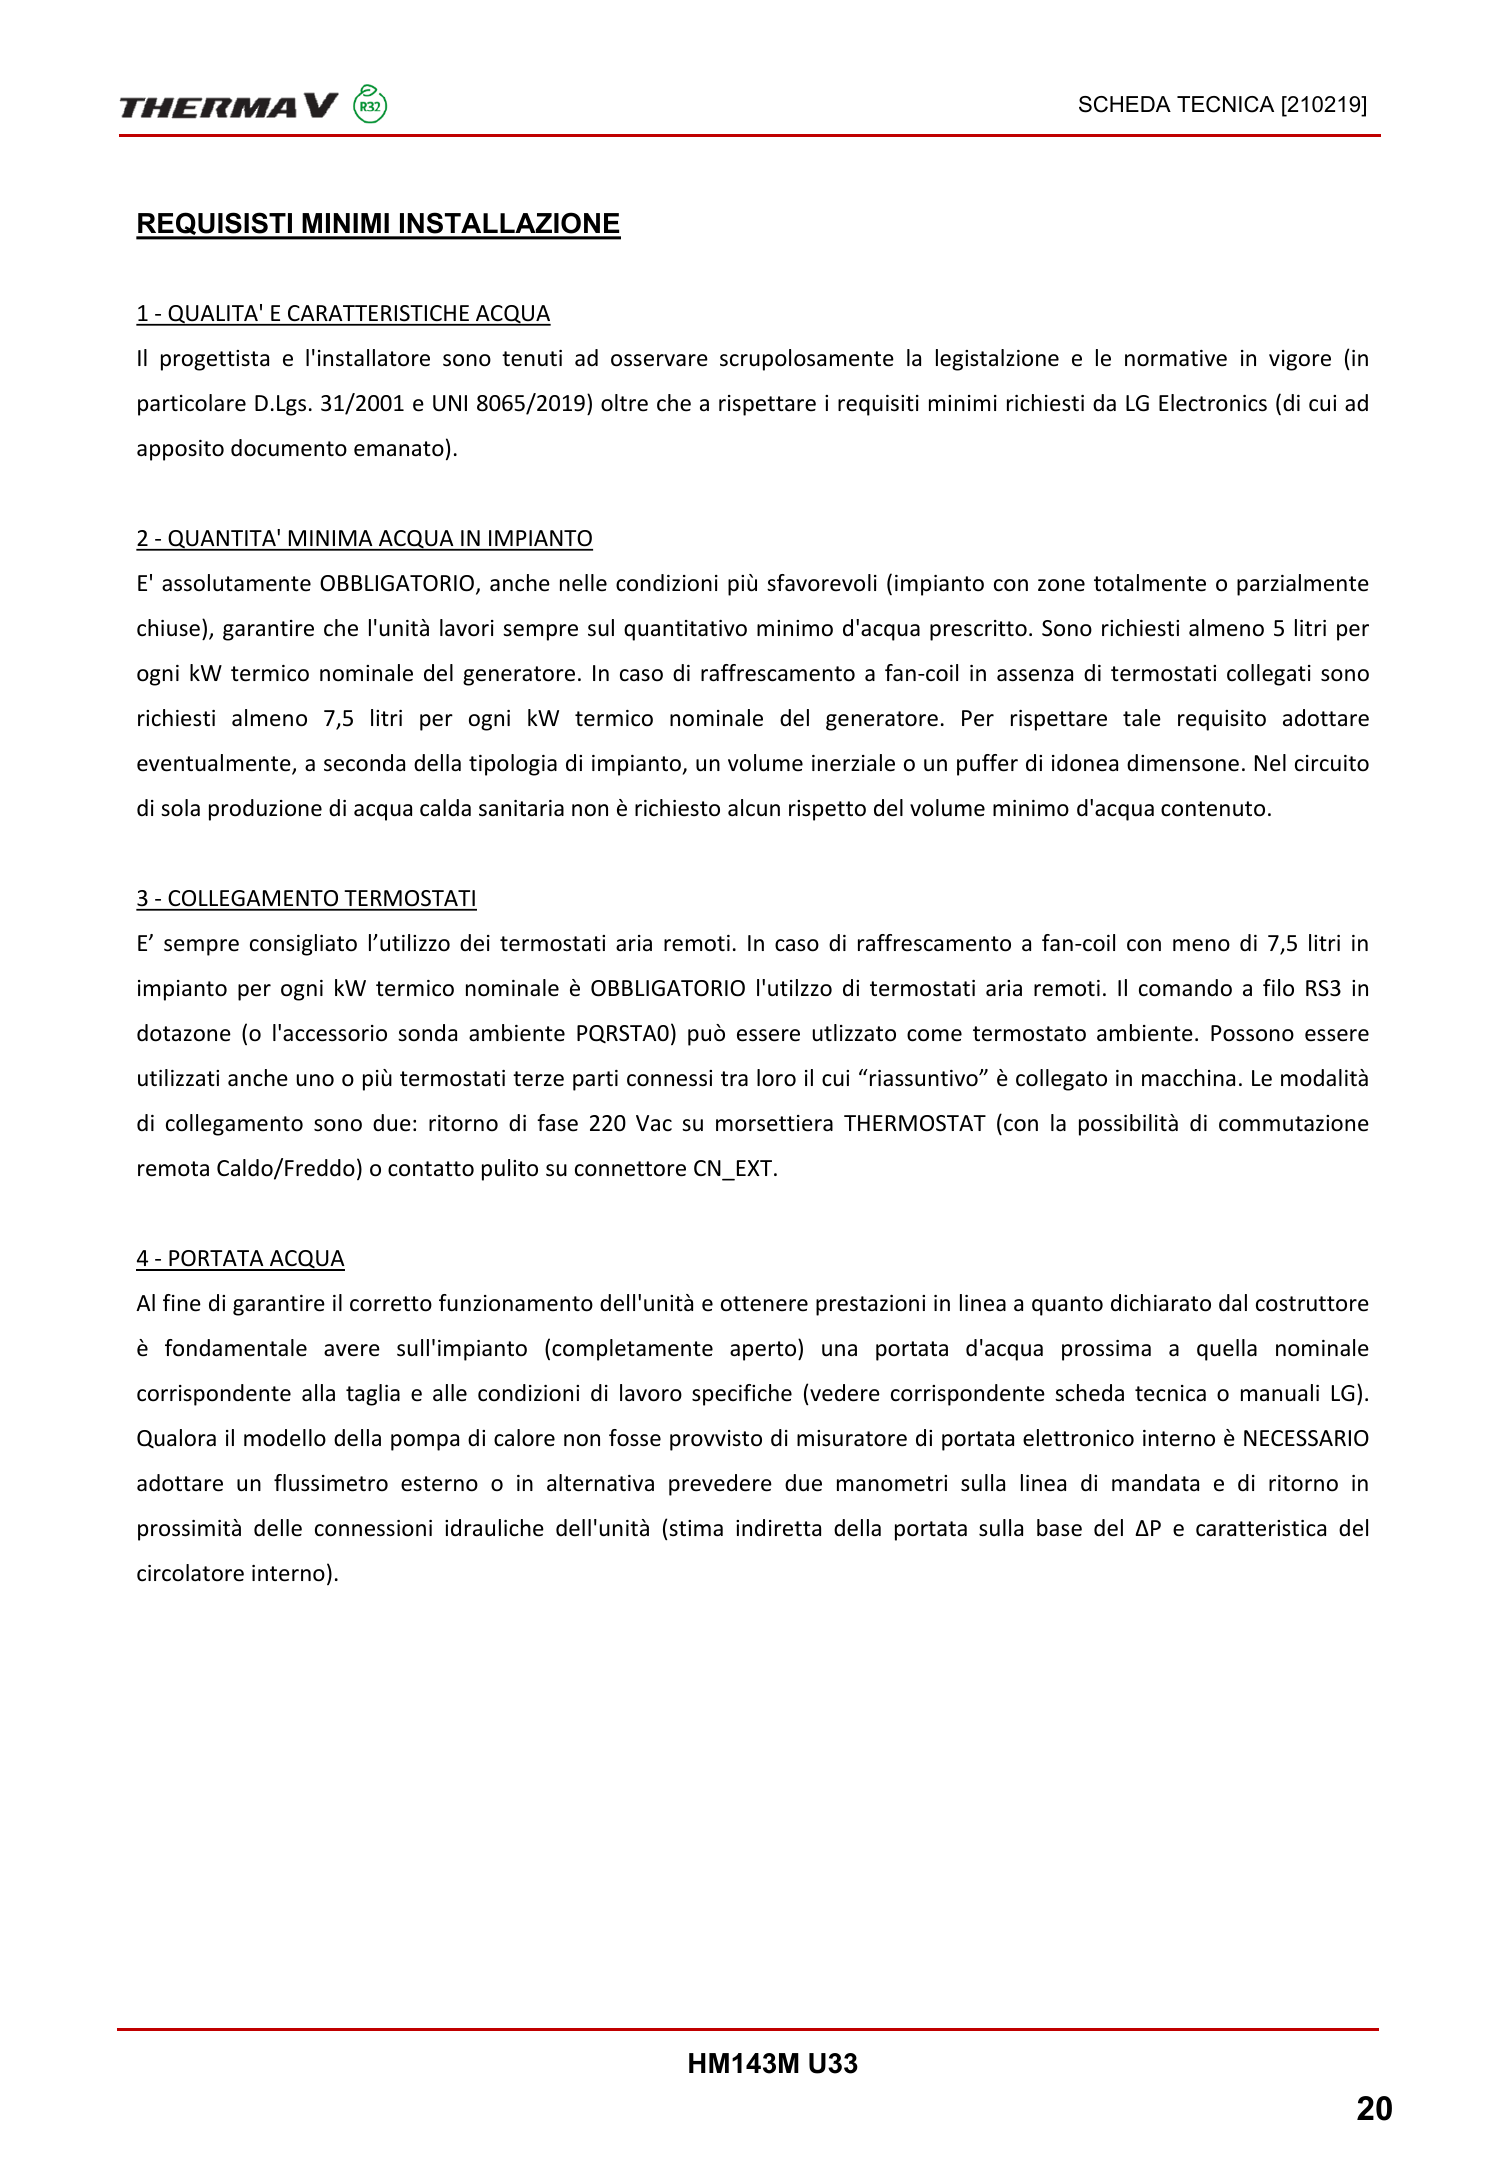 THERMA V R32
SCHEDA TECNICA [210219]
REQUISISTI MINIMI INSTALLAZIONE
1 - QUALITA' E CARATTERISTICHE ACQUA
Il progettista e l'installatore sono tenuti ad osservare scrupolosamente la legistalzione e le normative in vigore (in
particolare D.Lgs. 31/2001 e UNI 8065/2019) oltre che a rispettare i requisiti minimi richiesti da LG Electronics (di cui ad
apposito documento emanato).
2 - QUANTITA' MINIMA ACQUA IN IMPIANTO
E' assolutamente OBBLIGATORIO, anche nelle condizioni più sfavorevoli (impianto con zone totalmente o parzialmente
chiuse), garantire che l'unità lavori sempre sul quantitativo minimo d'acqua prescritto. Sono richiesti almeno 5 litri per
ogni kW termico nominale del generatore. In caso di raffrescamento a fan-coil in assenza di termostati collegati sono
richiesti almeno 7,5 litri per ogni kW termico nominale del generatore. Per rispettare tale requisito adottare
eventualmente, a seconda della tipologia di impianto, un volume inerziale o un puffer di idonea dimensone. Nel circuito
di sola produzione di acqua calda sanitaria non è richiesto alcun rispetto del volume minimo d'acqua contenuto.
3 - COLLEGAMENTO TERMOSTATI
E’ sempre consigliato l’utilizzo dei termostati aria remoti. In caso di raffrescamento a fan-coil con meno di 7,5 litri in
impianto per ogni kW termico nominale è OBBLIGATORIO l'utilzzo di termostati aria remoti. Il comando a filo RS3 in
dotazone (o l'accessorio sonda ambiente PQRSTA0) può essere utlizzato come termostato ambiente. Possono essere
utilizzati anche uno o più termostati terze parti connessi tra loro il cui “riassuntivo” è collegato in macchina. Le modalità
di collegamento sono due: ritorno di fase 220 Vac su morsettiera THERMOSTAT (con la possibilità di commutazione
remota Caldo/Freddo) o contatto pulito su connettore CN_EXT.
4 - PORTATA ACQUA
Al fine di garantire il corretto funzionamento dell'unità e ottenere prestazioni in linea a quanto dichiarato dal costruttore
è fondamentale avere sull'impianto (completamente aperto) una portata d'acqua prossima a quella nominale
corrispondente alla taglia e alle condizioni di lavoro specifiche (vedere corrispondente scheda tecnica o manuali LG).
Qualora il modello della pompa di calore non fosse provvisto di misuratore di portata elettronico interno è NECESSARIO
adottare un flussimetro esterno o in alternativa prevedere due manometri sulla linea di mandata e di ritorno in
prossimità delle connessioni idrauliche dell'unità (stima indiretta della portata sulla base del ΔP e caratteristica del
circolatore interno).
HM143M U33
20